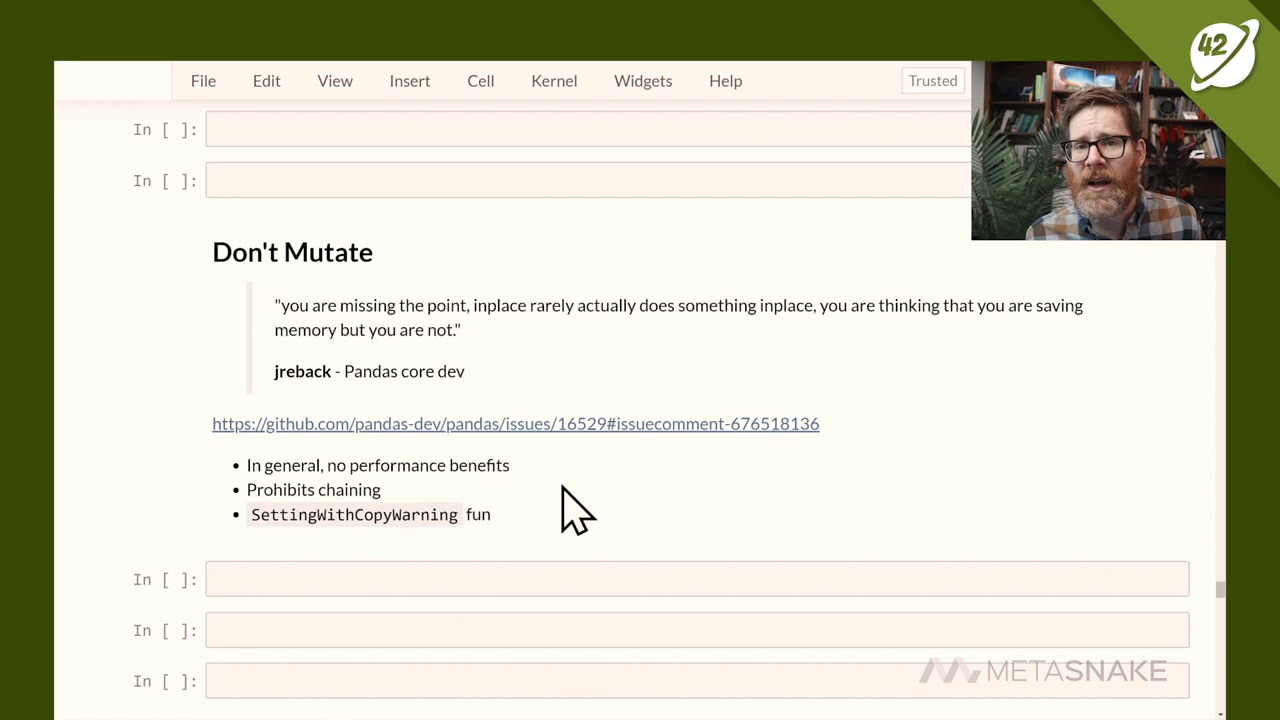 42
File Edit View Insert Cell Kernel Widgets Help Trusted
In [ ]:
In [ ]:
Don't Mutate
"you are missing the point, inplace rarely actually does something inplace, you are thinking that you are saving
memory but you are not."
jreback - Pandas core dev
https://github.com/pandas-dev/pandas/issues/16529#issuecomment-676518136
• In general, no performance benefits
• Prohibits chaining
• SettingWithCopyWarning fun
In [ ]:
In [ ]:
In [ ]:
METASNAKE